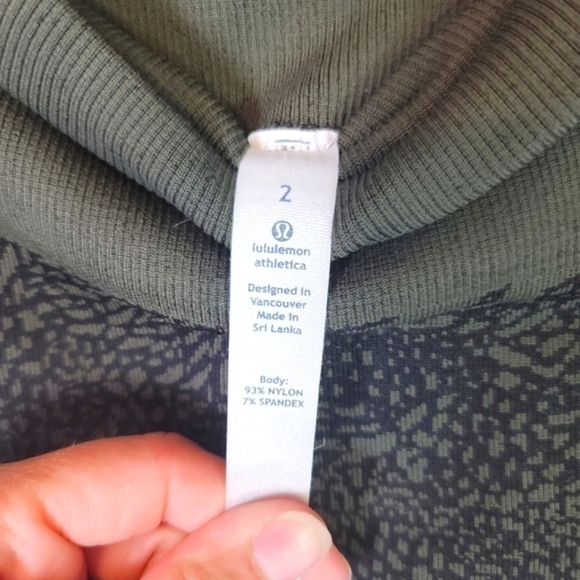 2
lululemon
athletica
Designed in
Vancouver
Made in
Sri Lanka
Body:
93% NYLON
7% SPANDEX